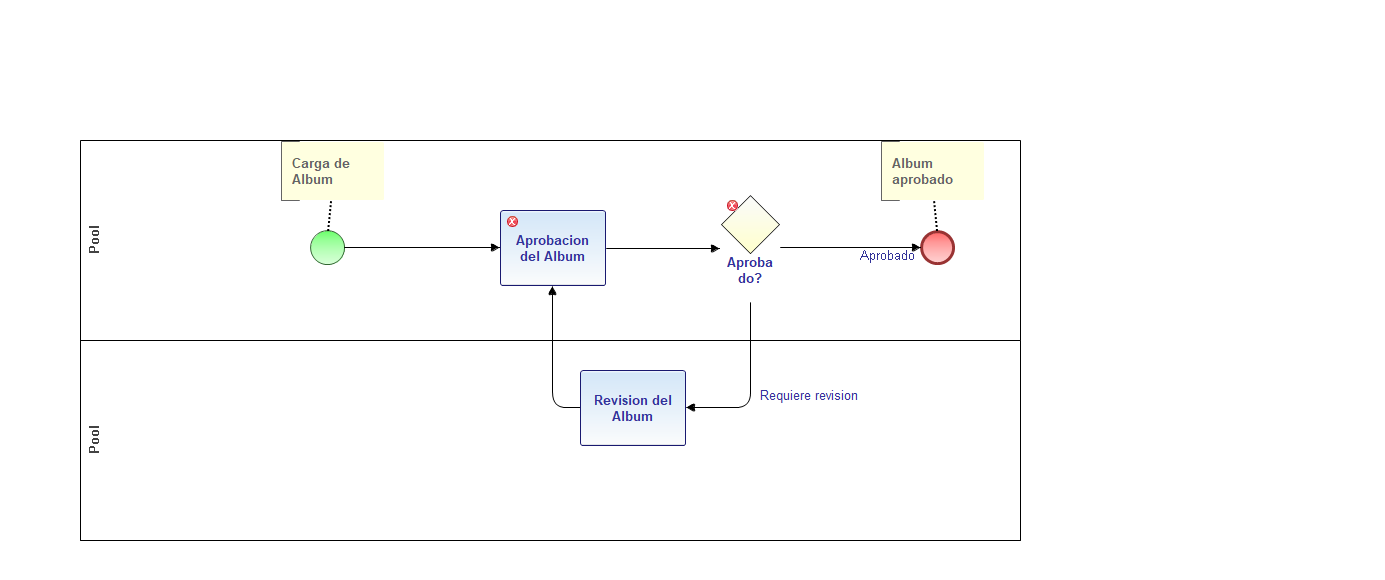 Carga de
Album
Album
aprobado
Pool
Aprobacion
del Album
Aproba
do?
Aprobado
Pool
Revision del
Album
Requiere revision